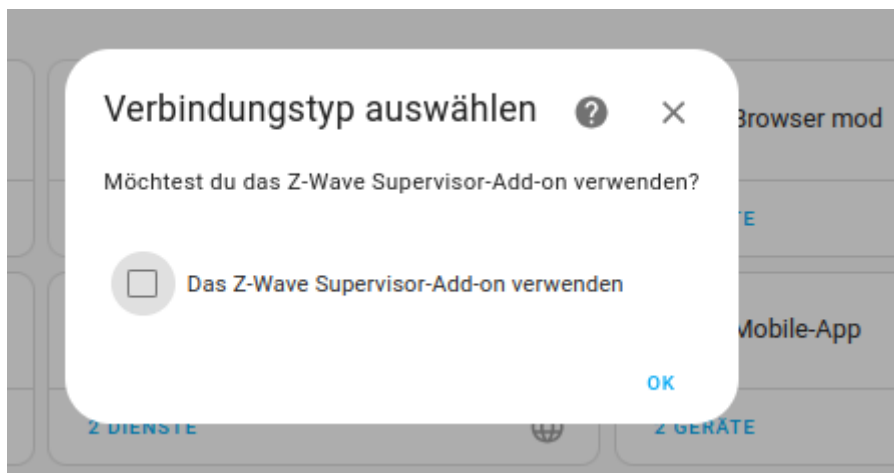 Verbindungstyp auswählen
Möchtest du das Z-Wave Supervisor-Add-on verwenden?
Das Z-Wave Supervisor-Add-on verwenden
OK
Browser mod
TE
Mobile-App
2 DIENSTE
2 GERÄTE